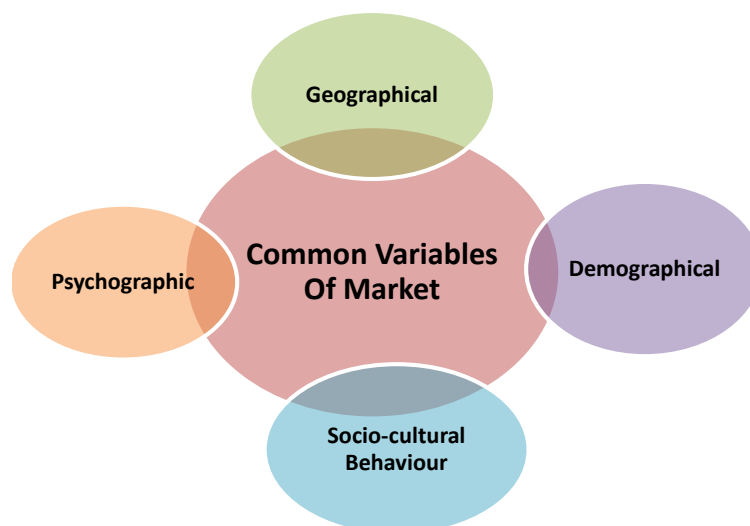 Geographical
Common Variables
Of Market
Psychographic
Demographical
Socio-cultural
Behaviour